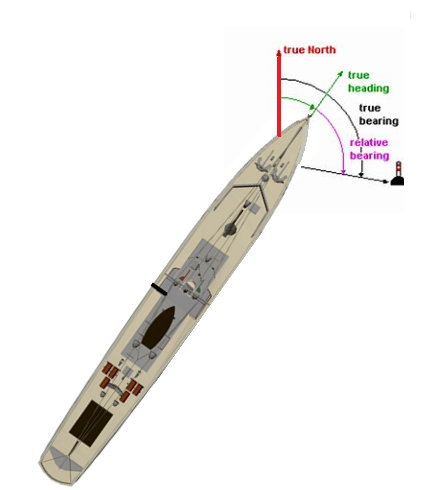 true North
true
heading
true
bearing
relative
bearing